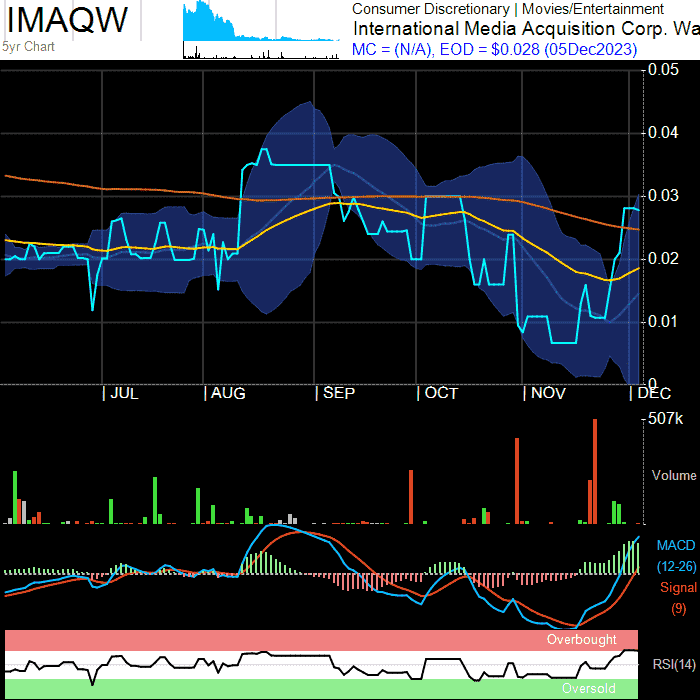 IMAQW
5yr Chart
Consumer Discretionary | Movies/Entertainment
International Media Acquisition Corp. Wa
MC = (N/A), EOD = $0.028 (05Dec2023)
0.05
0.04
0.03
0.02
0.01
0
JUL AUG SEP OCT NOV DEC
507k
Volume
MACD
(12-26)
Signal
(9)
Overbought
RSI(14)
Oversold